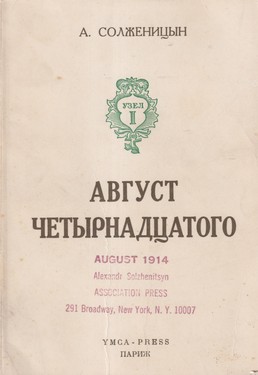 А. СОЛЖЕНИЦЫН
УЗЕЛ
I
АВГУСТ
ЧЕТЫРНАДЦАТОГО
AUGUST 1914
Alexandr Solzhenitsyn
ASSOCIATION PRESS
291 Broadway, New York, N. Y. 10007
YMCA - PRESS
ПАРИЖ